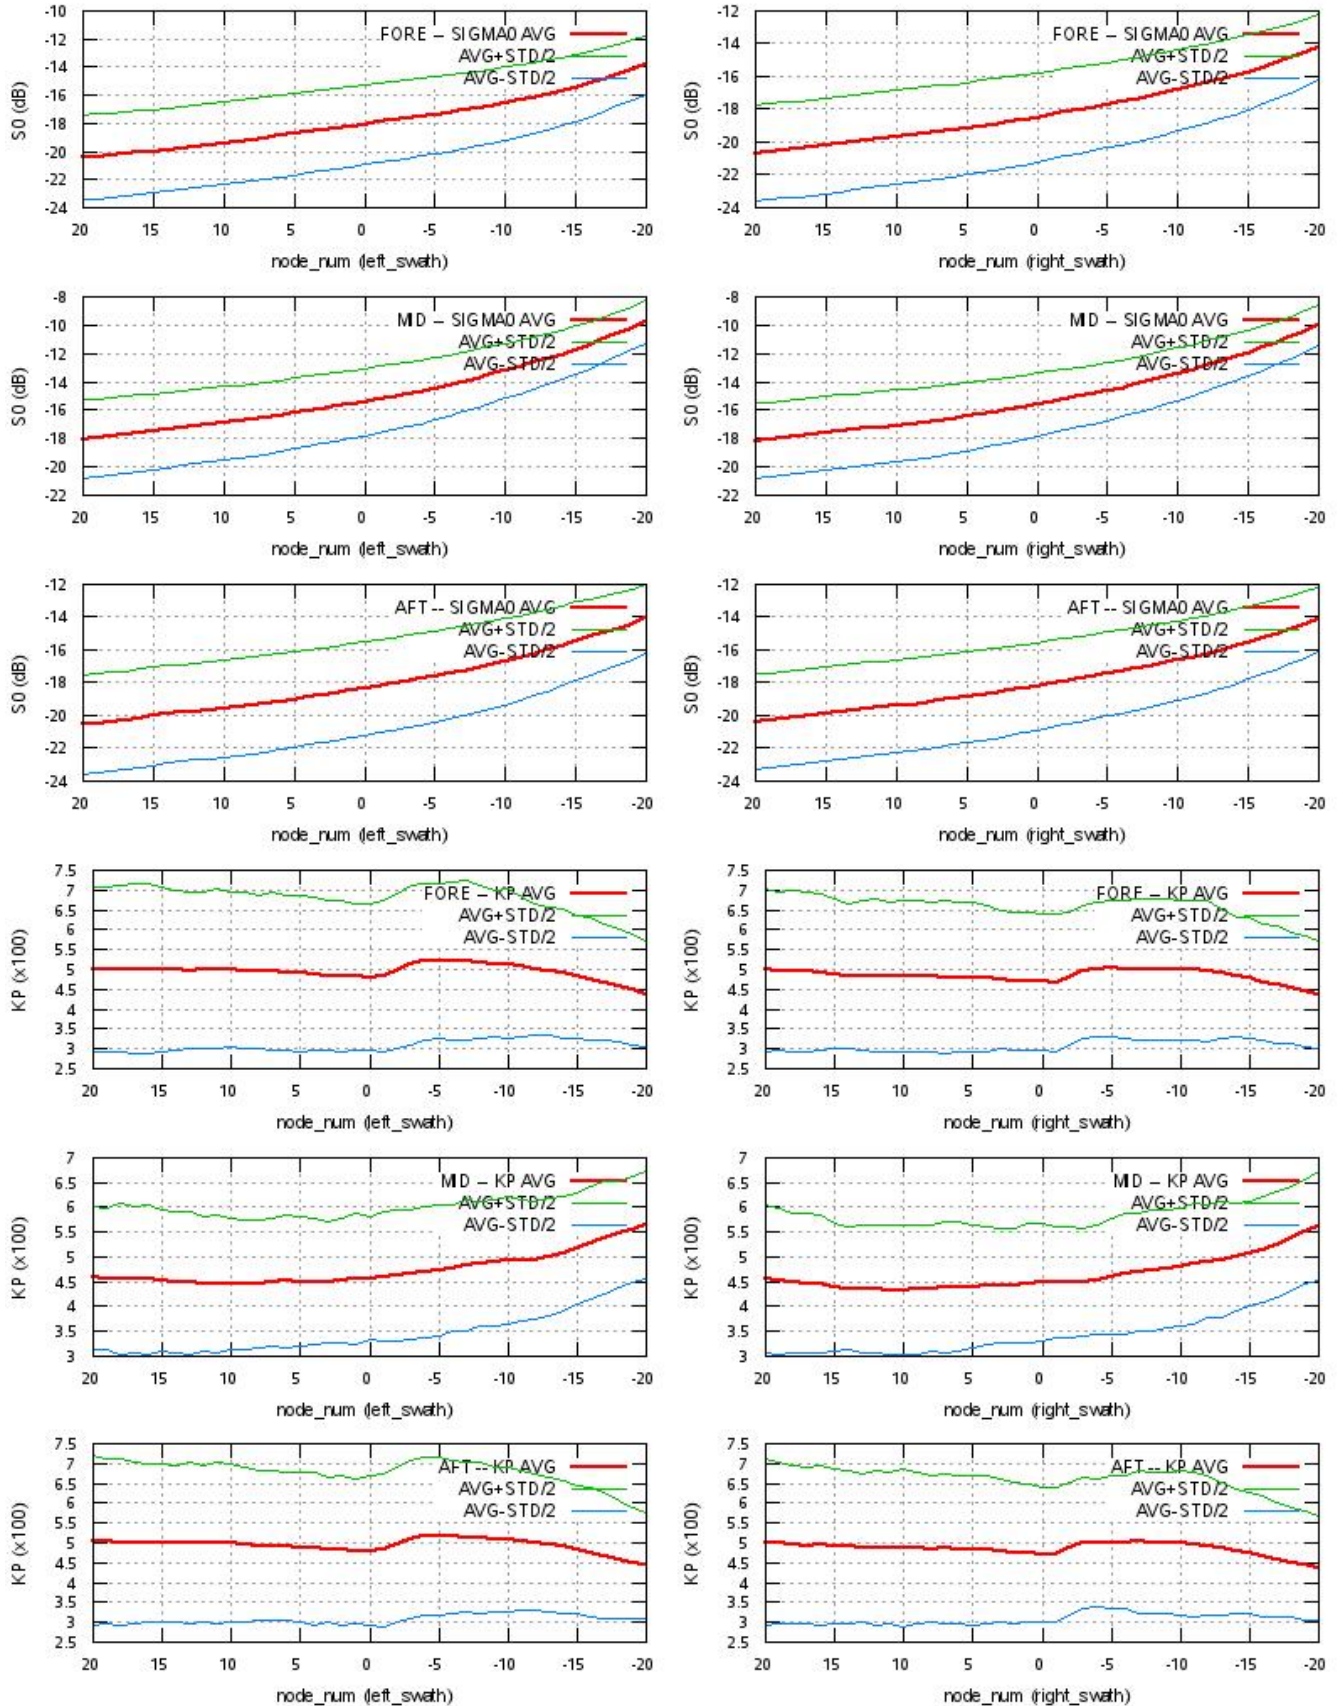 -10
FORE -- SIGMA0 AVG
-12
AVG+STD/2
-14
AVG-STD/2
-16
-18
-20
-22
-24
S0 (dB)
20 15 10 5 0 -5 -10 -15 -20
node_num (left_swath)
-12
FORE -- SIGMA0 AVG
-14
AVG+STD/2
AVG-STD/2
-16
-18
-20
-22
-24
S0 (dB)
20 15 10 5 0 -5 -10 -15 -20
node_num (right_swath)
-8
MID -- SIGMA0 AVG
-10
AVG+STD/2
-12
AVG-STD/2
-14
-16
-18
-20
-22
S0 (dB)
20 15 10 5 0 -5 -10 -15 -20
node_num (left_swath)
-8
MID -- SIGMA0 AVG
-10
AVG+STD/2
-12
AVG-STD/2
-14
-16
-18
-20
-22
S0 (dB)
20 15 10 5 0 -5 -10 -15 -20
node_num (right_swath)
-12
AFT -- SIGMA0 AVG
-14
AVG+STD/2
-16
AVG-STD/2
-18
-20
-22
-24
S0 (dB)
20 15 10 5 0 -5 -10 -15 -20
node_num (left_swath)
-12
AFT -- SIGMA0 AVG
-14
AVG+STD/2
-16
AVG-STD/2
-18
-20
-22
-24
S0 (dB)
20 15 10 5 0 -5 -10 -15 -20
node_num (right_swath)
7.5
FORE -- KP AVG
7
AVG+STD/2
6.5
AVG-STD/2
6
5.5
5
4.5
4
3.5
3
2.5
KP (x100)
20 15 10 5 0 -5 -10 -15 -20
node_num (left_swath)
7.5
FORE -- KP AVG
7
AVG+STD/2
6.5
AVG-STD/2
6
5.5
5
4.5
4
3.5
3
2.5
KP (x100)
20 15 10 5 0 -5 -10 -15 -20
node_num (right_swath)
7
MID -- KP AVG
6.5
AVG+STD/2
6
AVG-STD/2
5.5
5
4.5
4
3.5
3
KP (x100)
20 15 10 5 0 -5 -10 -15 -20
node_num (left_swath)
7
MID -- KP AVG
6.5
AVG+STD/2
6
AVG-STD/2
5.5
5
4.5
4
3.5
3
KP (x100)
20 15 10 5 0 -5 -10 -15 -20
node_num (right_swath)
7.5
AFT -- KP AVG
7
AVG+STD/2
6.5
AVG-STD/2
6
5.5
5
4.5
4
3.5
3
2.5
KP (x100)
20 15 10 5 0 -5 -10 -15 -20
node_num (left_swath)
7.5
AFT -- KP AVG
7
AVG+STD/2
6.5
AVG-STD/2
6
5.5
5
4.5
4
3.5
3
2.5
KP (x100)
20 15 10 5 0 -5 -10 -15 -20
node_num (right_swath)